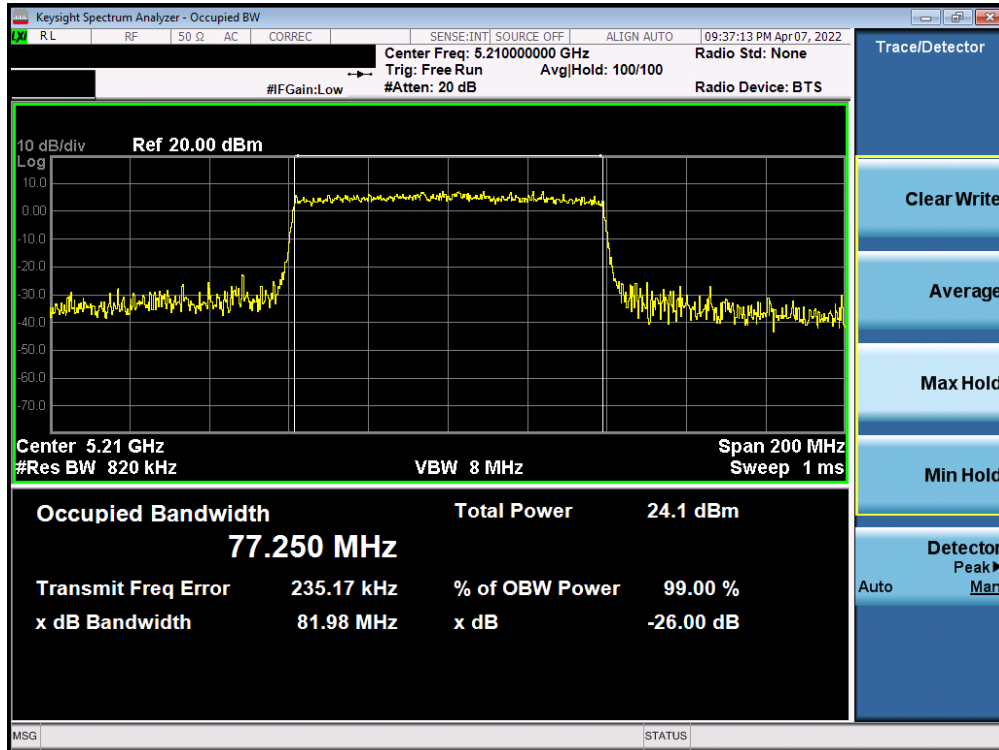 Keysight Spectrum Analyzer - Occupied BW
LXI RL RF 50 Ω AC CORREC SENSE:INT SOURCE OFF ALIGN AUTO 09:37:13 PM Apr 07, 2022
Center Freq: 5.210000000 GHz Radio Std: None
Trig: Free Run Avg|Hold: 100/100
#IFGain:Low #Atten: 20 dB Radio Device: BTS
10 dB/div Ref 20.00 dBm
Log
10.0
0.00
-10.0
-20.0
-30.0
-40.0
-50.0
-60.0
-70.0
Center 5.21 GHz Span 200 MHz
#Res BW 820 kHz VBW 8 MHz Sweep 1 ms
Occupied Bandwidth Total Power 24.1 dBm
77.250 MHz
Transmit Freq Error 235.17 kHz % of OBW Power 99.00 %
x dB Bandwidth 81.98 MHz x dB -26.00 dB
MSG STATUS
Trace/Detector
Clear Write
Average
Max Hold
Min Hold
Detector
Peak
Auto Man